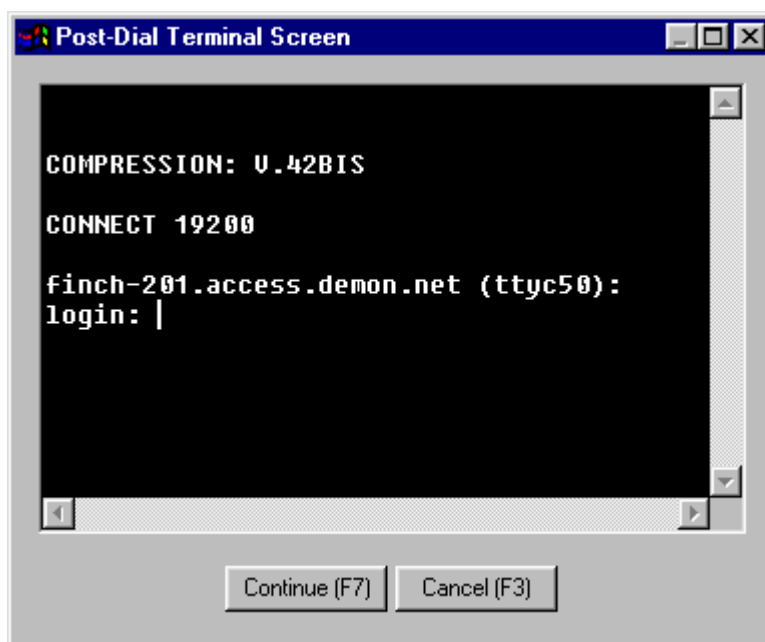 Post-Dial Terminal Screen
COMPRESSION: V.42BIS
CONNECT 19200
finch-201.access.demon.net (ttyc50):
login:
Continue (F7) Cancel (F3)